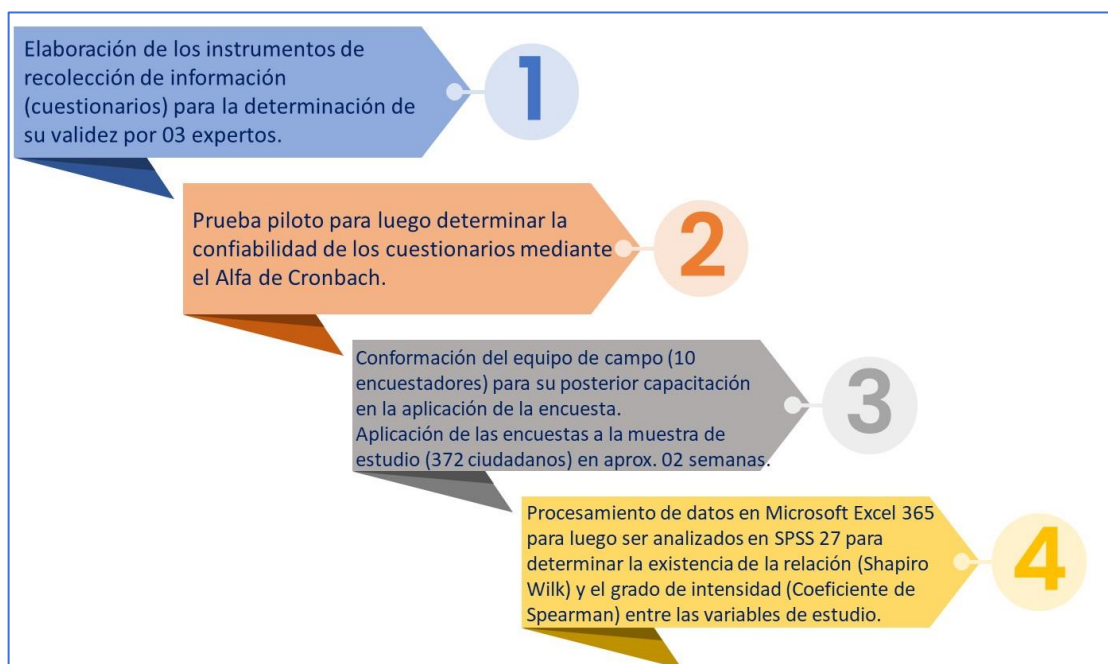 Elaboración de los instrumentos de
recolección de información
(cuestionarios) para la determinación de
su validez por 03 expertos.
1
Prueba piloto para luego determinar la
confiabilidad de los cuestionarios mediante
el Alfa de Cronbach.
2
Conformación del equipo de campo (10
encuestadores) para su posterior capacitación
en la aplicación de la encuesta.
Aplicación de las encuestas a la muestra de
estudio (372 ciudadanos) en aprox. 02 semanas.
3
Procesamiento de datos en Microsoft Excel 365
para luego ser analizados en SPSS 27 para
determinar la existencia de la relación (Shapiro
Wilk) y el grado de intensidad (Coeficiente de
Spearman) entre las variables de estudio.
4